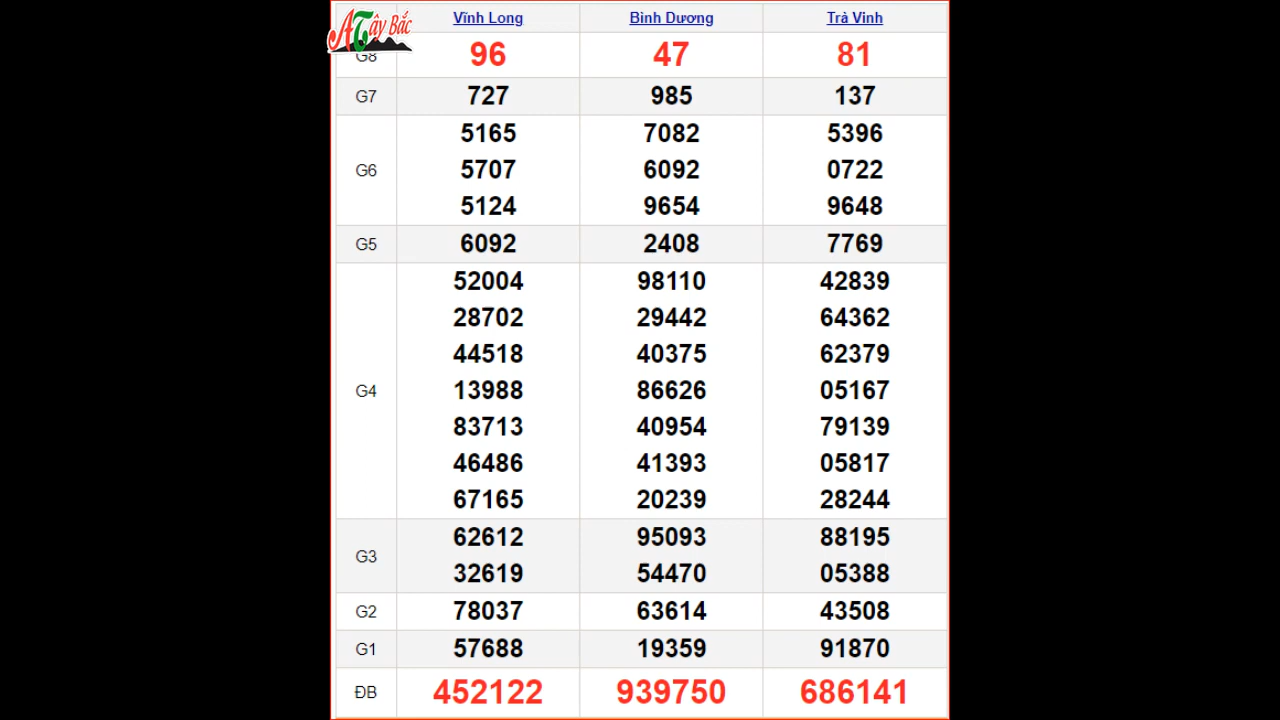 ATây Bắc
Vĩnh Long Bình Dương Trà Vinh
G8 96 47 81
G7 727 985 137
5165 7082 5396
G6 5707 6092 0722
5124 9654 9648
G5 6092 2408 7769
52004 98110 42839
28702 29442 64362
44518 40375 62379
G4 13988 86626 05167
83713 40954 79139
46486 41393 05817
67165 20239 28244
62612 95093 88195
G3
32619 54470 05388
G2 78037 63614 43508
G1 57688 19359 91870
ĐB 452122 939750 686141